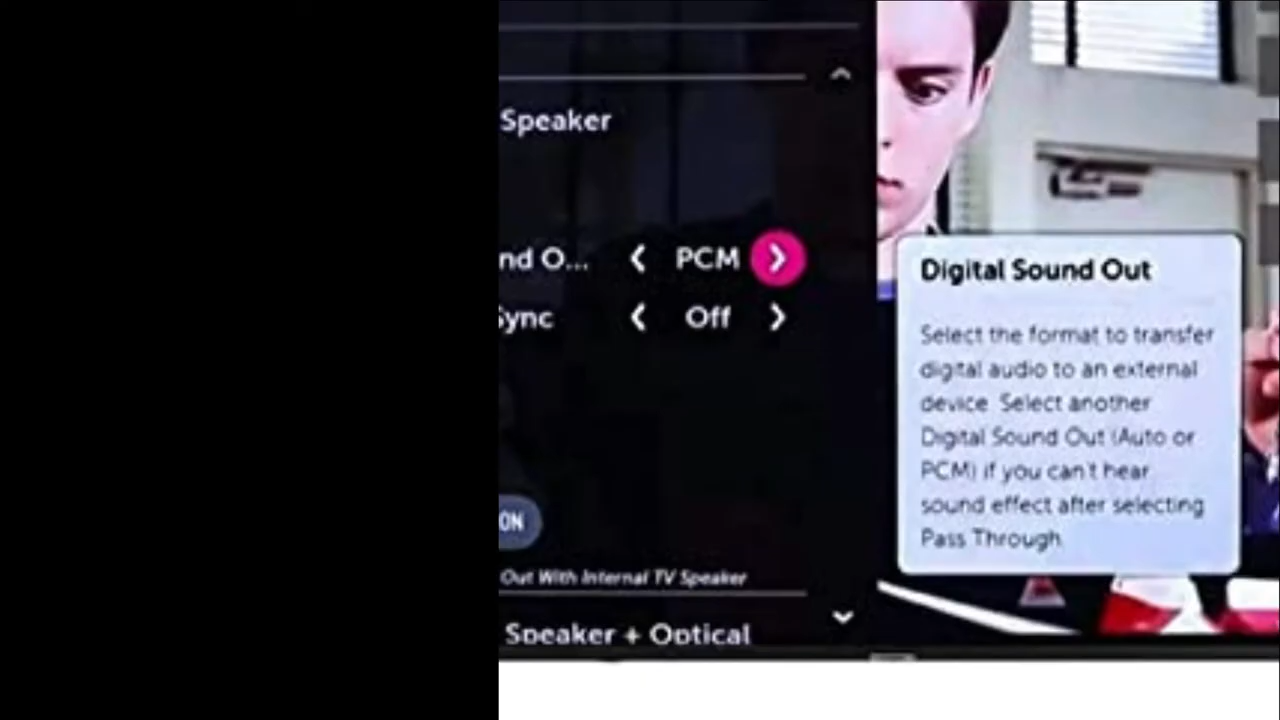 Speaker
nd O... PCM
Sync Off
ON
Out With Internal TV Speaker
Speaker + Optical
Digital Sound Out
Select the format to transfer
digital audio to an external
device. Select another
Digital Sound Out (Auto or
PCM) if you can't hear
sound effect after selecting
Pass Through.